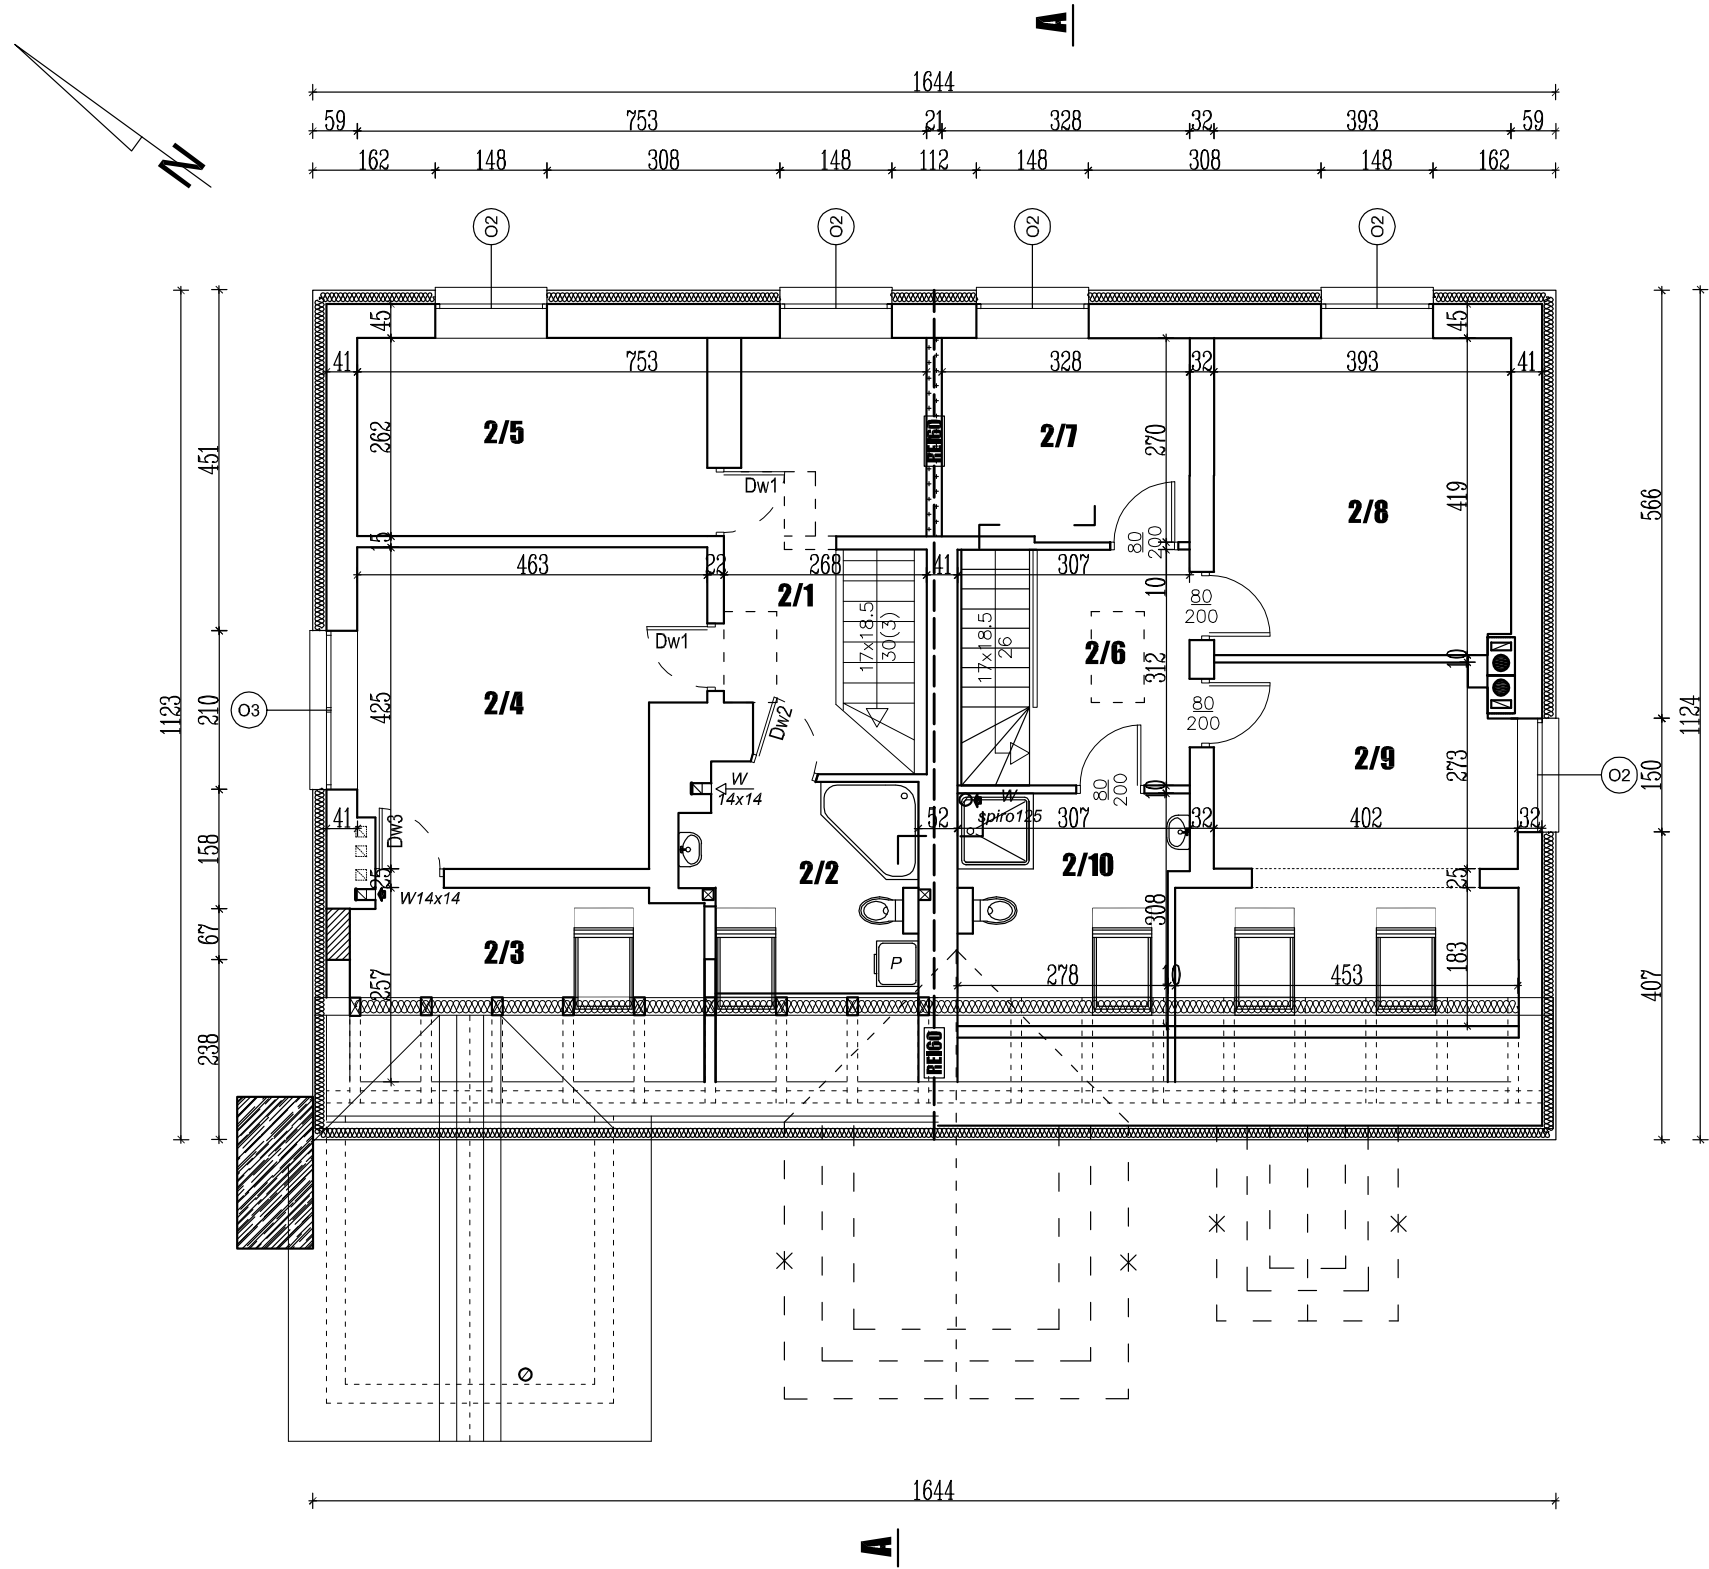 A
1644
59 753 21 328 32 393 59
162 148 308 148 112 148 308 148 162
N
O2 O2 O2 O2
45 45
41 753 328 32 393 41
2/5 262 REI60 2/7 270 2/8 419
451 566
Dw1
15
80
200
463 22 268 41 307
2/1 10
80
200
17x18.5
30(3)
17x18.5
26
Dw1
2/6 312 10
2/4 425
80
200
Dw2
O3 210 1123 1124
2/9 273
O2 150
W
14x14
80
200
10
W
spiro125
41 Dw3 52 307 32 402 32
158 25 25
2/2 2/10
W14x14
308
67
2/3 257 P 183
278 10 453
407
238 REI60
1644
A